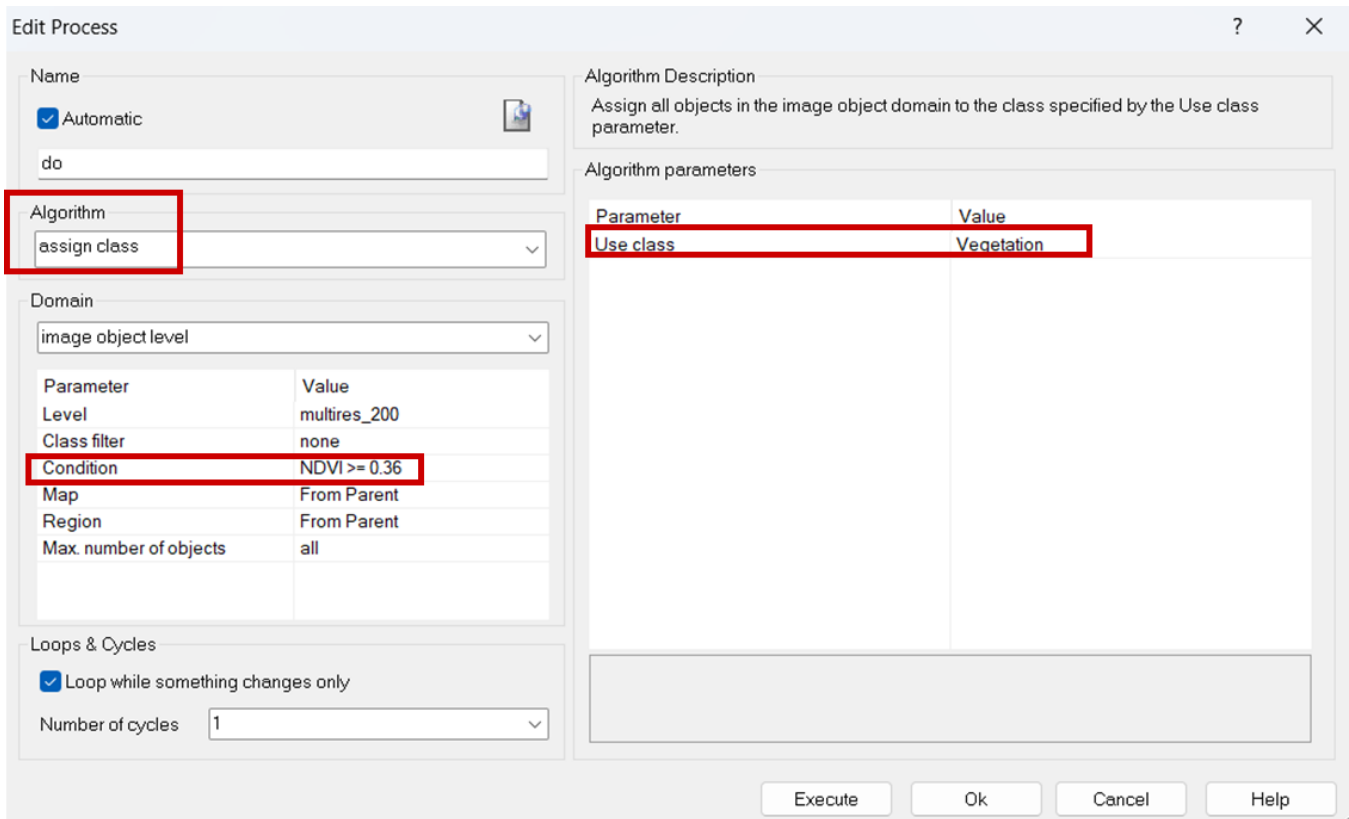 Edit Process
?
Name
Automatic
do
Algorithm
assign class
Domain
image object level
Parameter Value
Level multires_200
Class filter none
Condition NDVI >= 0.36
Map From Parent
Region From Parent
Max. number of objects all
Loops & Cycles
Loop while something changes only
Number of cycles 1
Algorithm Description
Assign all objects in the image object domain to the class specified by the Use class
parameter.
Algorithm parameters
Parameter Value
Use class Vegetation
Execute Ok Cancel Help